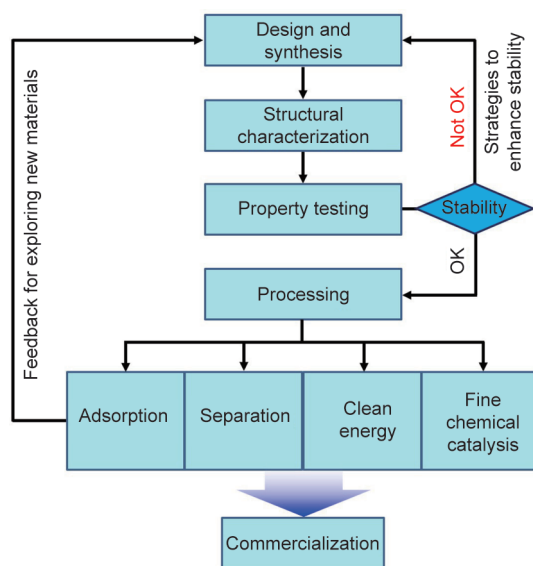 Design and
synthesis
Structural
characterization
Property testing
Stability
Not OK
Strategies to
enhance stability
OK
Processing
Feedback for exploring new materials
Adsorption
Separation
Clean
energy
Fine
chemical
catalysis
Commercialization